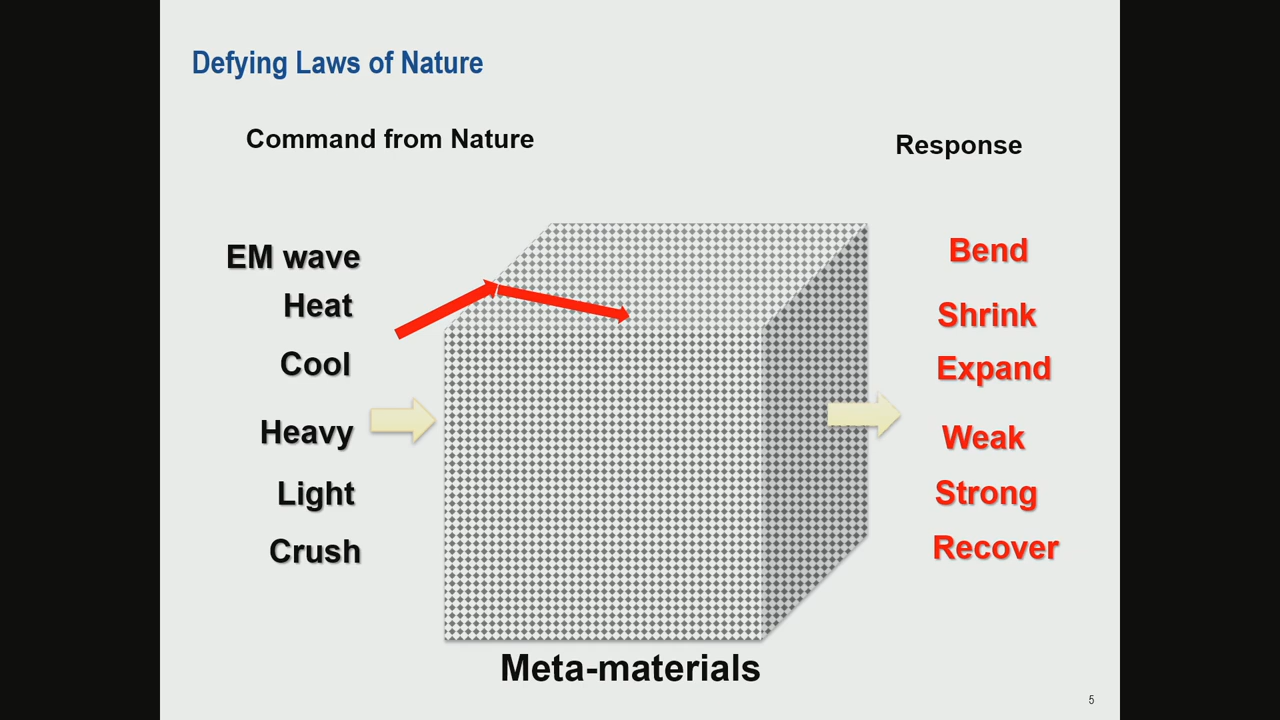 Defying Laws of Nature
Command from Nature
Response
EM wave
Heat
Cool
Heavy
Light
Crush
Bend
Shrink
Expand
Weak
Strong
Recover
Meta-materials
5